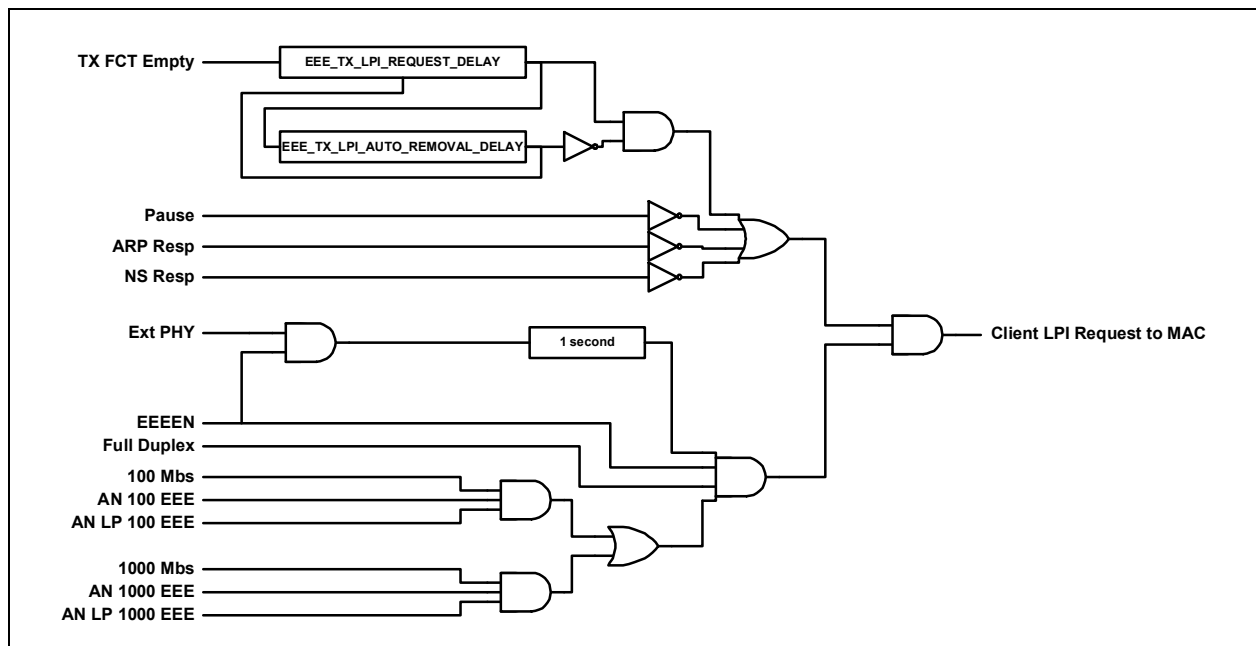 TX FCT Empty
EEE_TX_LPI_REQUEST_DELAY
EEE_TX_LPI_AUTO_REMOVAL_DELAY
Pause
ARP Resp
NS Resp
Ext PHY
1 second
Client LPI Request to MAC
EEEEN
Full Duplex
100 Mbs
AN 100 EEE
AN LP 100 EEE
1000 Mbs
AN 1000 EEE
AN LP 1000 EEE